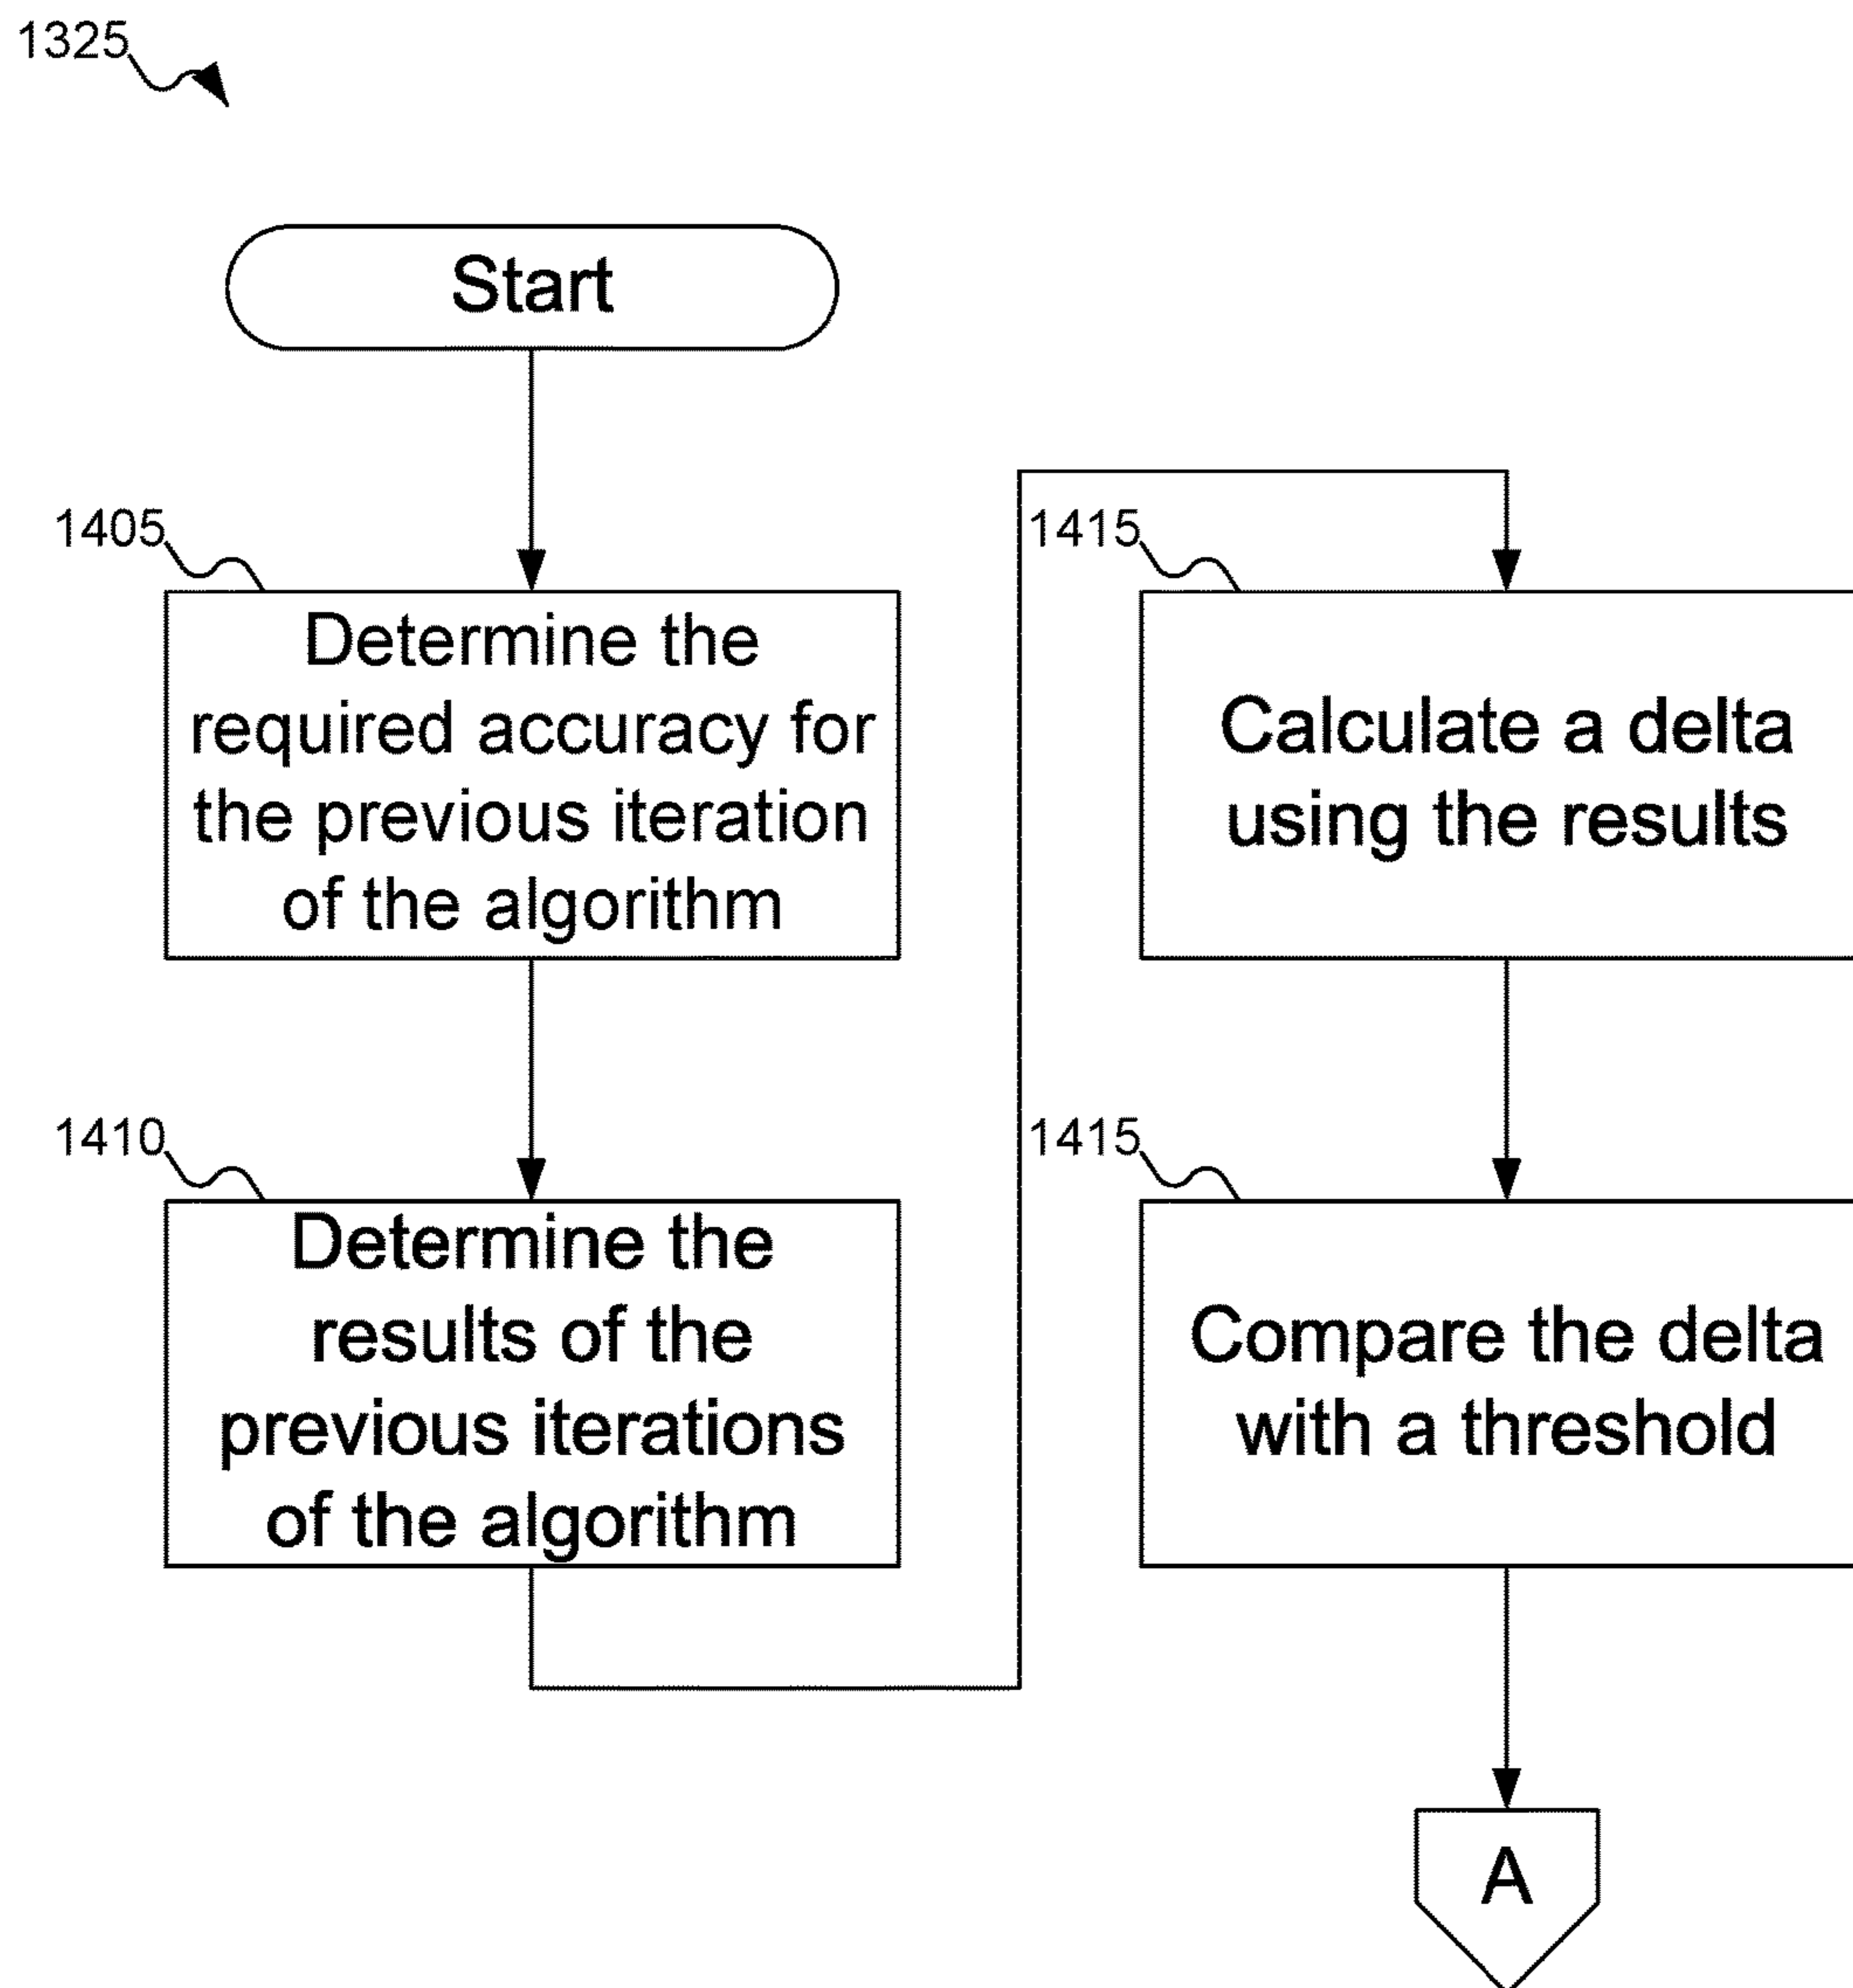 1325
Start
1405
Determine the
required accuracy for
the previous iteration
of the algorithm
1410
Determine the
results of the
previous iterations
of the algorithm
1415
Calculate a delta
using the results
1415
Compare the delta
with a threshold
A